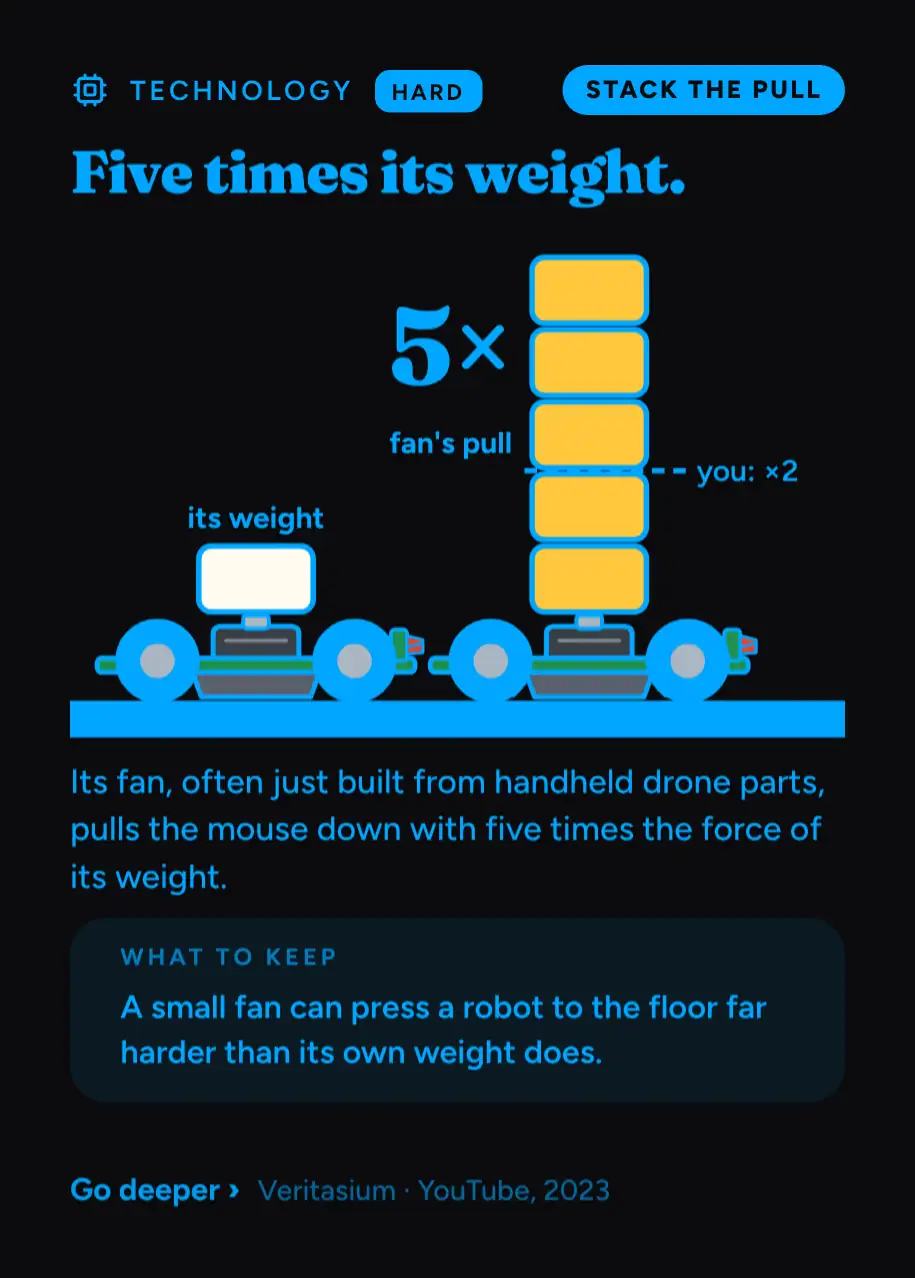 TECHNOLOGY HARD STACK THE PULL
Five times its weight.
5×
fan's pull
you: ×2
its weight
Its fan, often just built from handheld drone parts,
pulls the mouse down with five times the force of
its weight.
WHAT TO KEEP
A small fan can press a robot to the floor far
harder than its own weight does.
Go deeper › Veritasium · YouTube, 2023